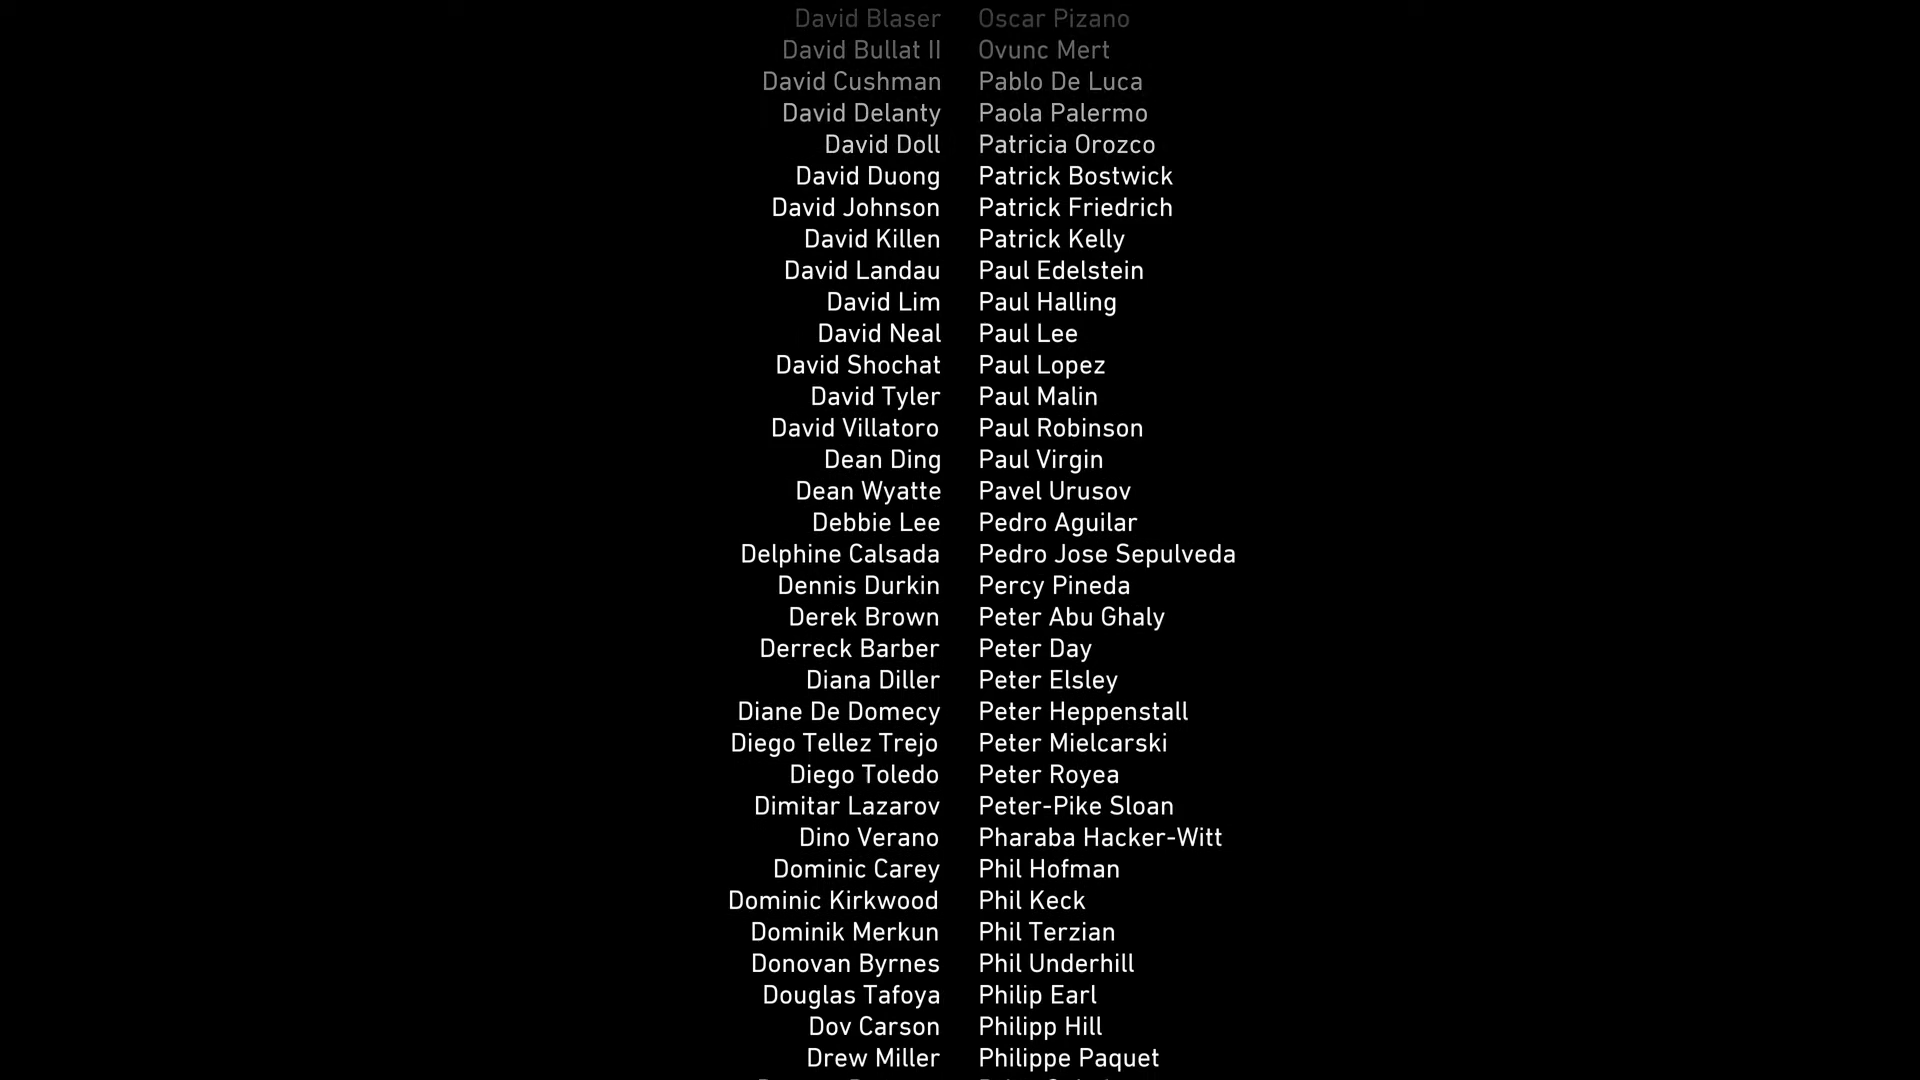 David Blaser Oscar Pizano
David Bullat II Ovunc Mert
David Cushman Pablo De Luca
David Delanty Paola Palermo
David Doll Patricia Orozco
David Duong Patrick Bostwick
David Johnson Patrick Friedrich
David Killen Patrick Kelly
David Landau Paul Edelstein
David Lim Paul Halling
David Neal Paul Lee
David Shochat Paul Lopez
David Tyler Paul Malin
David Villatoro Paul Robinson
Dean Ding Paul Virgin
Dean Wyatte Pavel Urusov
Debbie Lee Pedro Aguilar
Delphine Calsada Pedro Jose Sepulveda
Dennis Durkin Percy Pineda
Derek Brown Peter Abu Ghaly
Derreck Barber Peter Day
Diana Diller Peter Elsley
Diane De Domecy Peter Heppenstall
Diego Tellez Trejo Peter Mielcarski
Diego Toledo Peter Royea
Dimitar Lazarov Peter-Pike Sloan
Dino Verano Pharaba Hacker-Witt
Dominic Carey Phil Hofman
Dominic Kirkwood Phil Keck
Dominik Merkun Phil Terzian
Donovan Byrnes Phil Underhill
Douglas Tafoya Philip Earl
Dov Carson Philipp Hill
Drew Miller Philippe Paquet